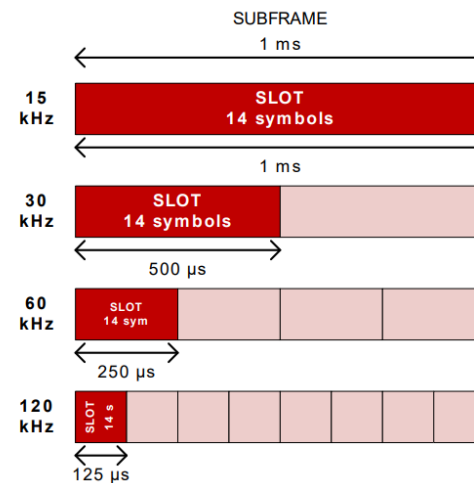 SUBFRAME
1 ms
15
kHz
SLOT
14 symbols
1 ms
30
kHz
SLOT
14 symbols
500 µs
60
kHz
SLOT
14 sym
250 µs
120
kHz
SLOT
14 s
125 µs